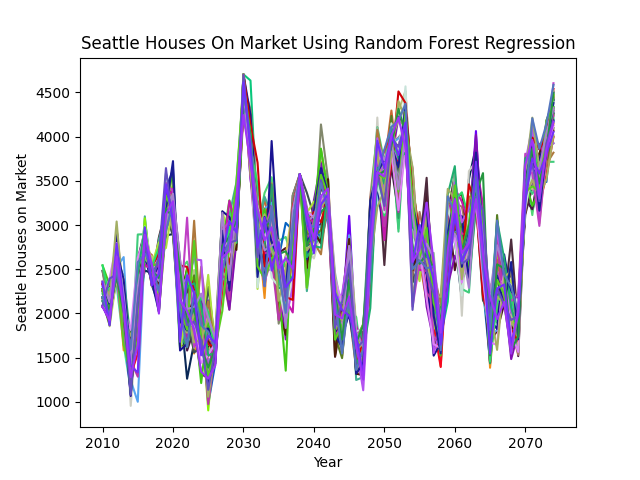 Seattle Houses On Market Using Random Forest Regression
4500
4000
3500
3000
2500
2000
1500
1000
Seattle Houses on Market
2010 2020 2030 2040 2050 2060 2070
Year